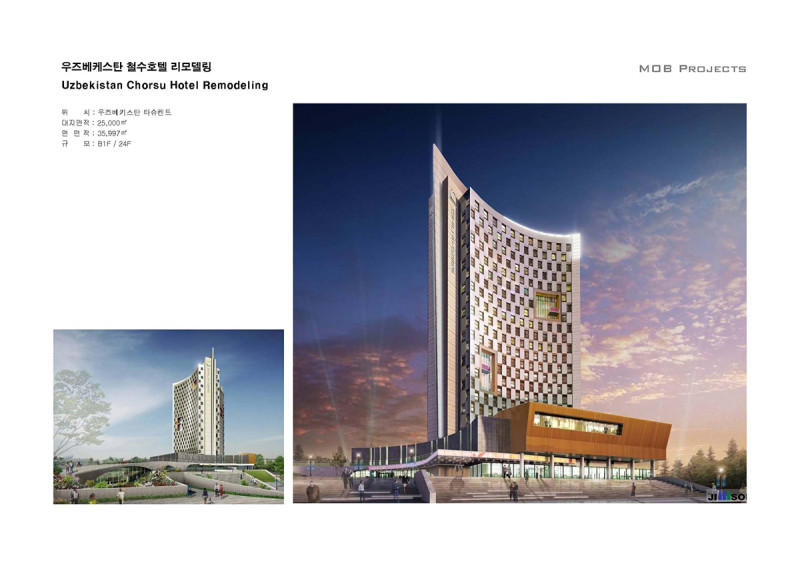 우즈베케스탄 철수호텔 리모델링
Uzbekistan Chorsu Hotel Remodeling
MOB PROJECTS
위 치 : 우즈베키스탄 타슈켄트
대지면적 : 25,000㎡
연 면 적 : 35,997㎡
규 모 : B1F / 24F